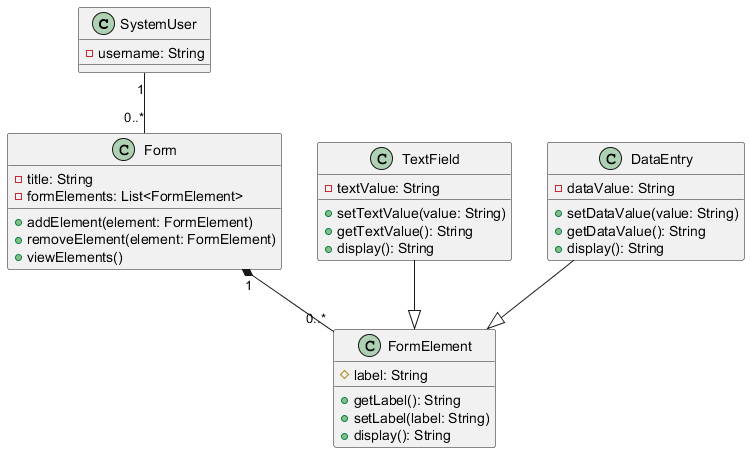 C SystemUser
username: String
1
0..*
C Form
title: String
formElements: List<FormElement>
addElement(element: FormElement)
removeElement(element: FormElement)
viewElements()
C TextField
textValue: String
setTextValue(value: String)
getTextValue(): String
display(): String
C DataEntry
dataValue: String
setDataValue(value: String)
getDataValue(): String
display(): String
1
0..*
C FormElement
label: String
getLabel(): String
setLabel(label: String)
display(): String